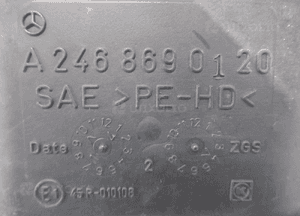 A 246 869 01 20
SAE >PE-HD<
Date ZGS
2
E1 45R-010108